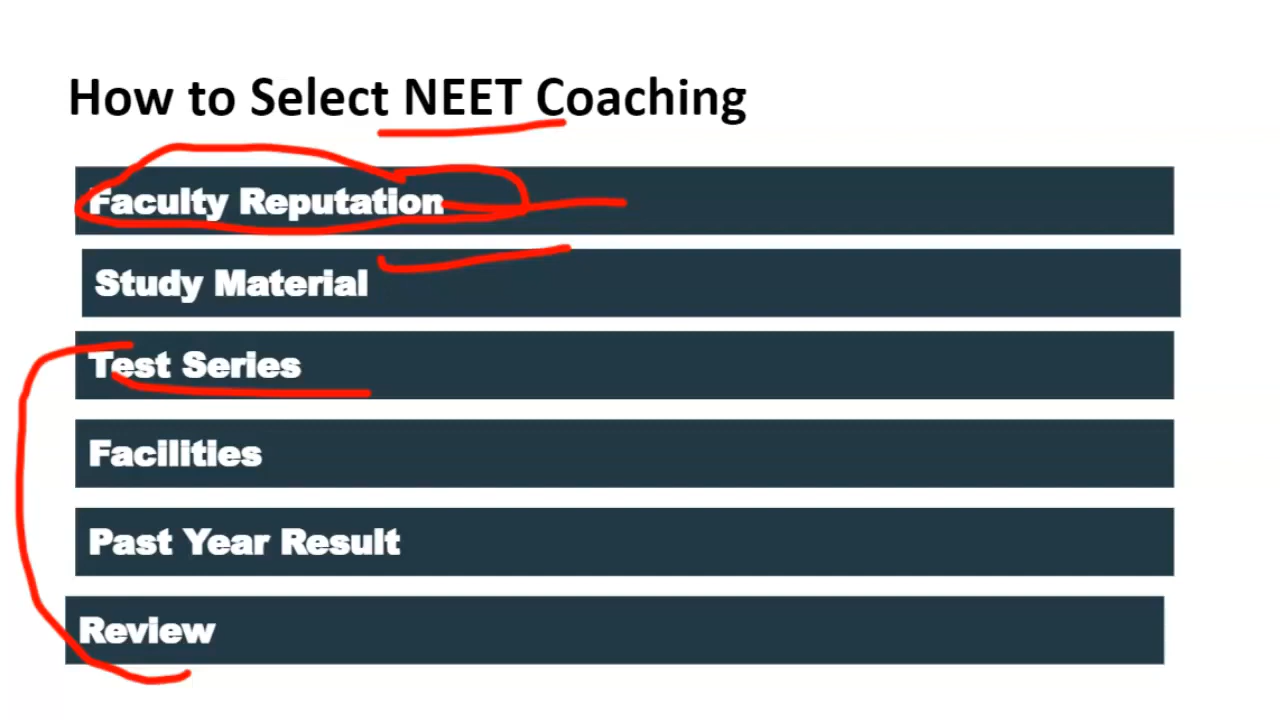 How to Select NEET Coaching
Faculty Reputation
Study Material
Test Series
Facilities
Past Year Result
Review